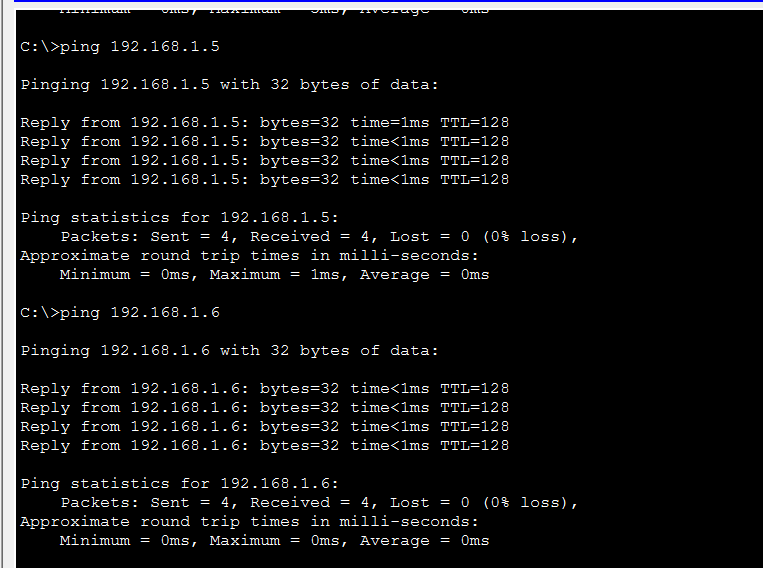 C:\>ping 192.168.1.5
Pinging 192.168.1.5 with 32 bytes of data:
Reply from 192.168.1.5: bytes=32 time=1ms TTL=128
Reply from 192.168.1.5: bytes=32 time<1ms TTL=128
Reply from 192.168.1.5: bytes=32 time<1ms TTL=128
Reply from 192.168.1.5: bytes=32 time<1ms TTL=128
Ping statistics for 192.168.1.5:
Packets: Sent = 4, Received = 4, Lost = 0 (0% loss),
Approximate round trip times in milli-seconds:
Minimum = 0ms, Maximum = 1ms, Average = 0ms
C:\>ping 192.168.1.6
Pinging 192.168.1.6 with 32 bytes of data:
Reply from 192.168.1.6: bytes=32 time<1ms TTL=128
Reply from 192.168.1.6: bytes=32 time<1ms TTL=128
Reply from 192.168.1.6: bytes=32 time<1ms TTL=128
Reply from 192.168.1.6: bytes=32 time<1ms TTL=128
Ping statistics for 192.168.1.6:
Packets: Sent = 4, Received = 4, Lost = 0 (0% loss),
Approximate round trip times in milli-seconds:
Minimum = 0ms, Maximum = 0ms, Average = 0ms